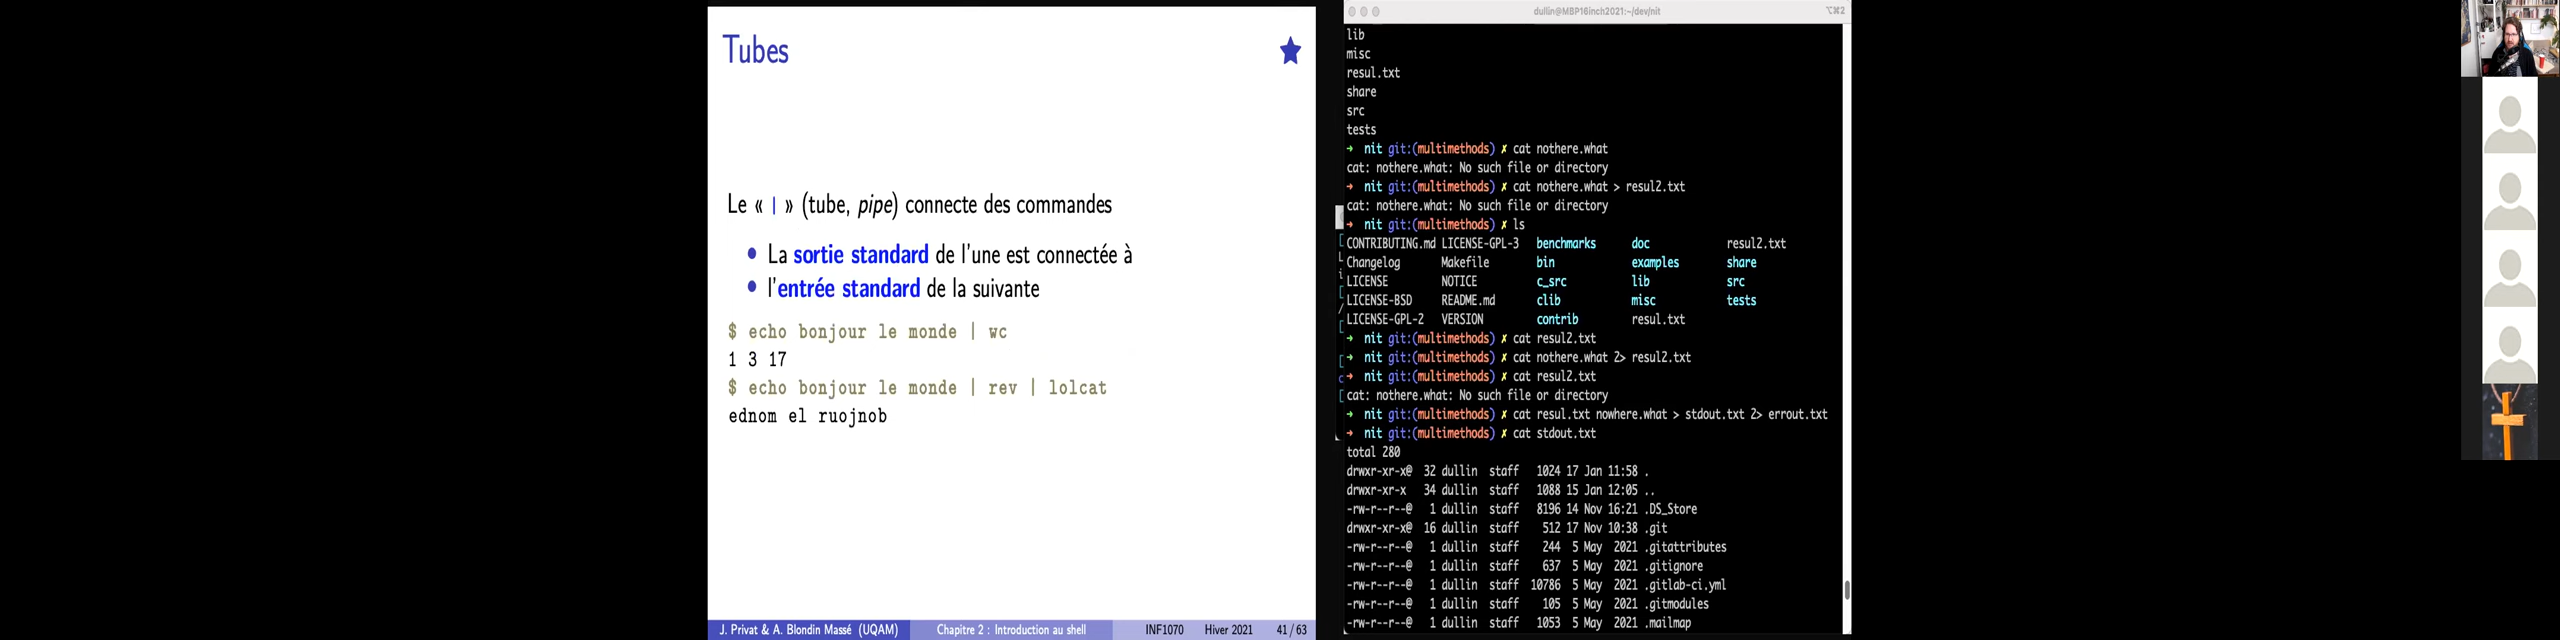 Tubes
Le « | » (tube, pipe) connecte des commandes
• La sortie standard de l'une est connectée à
• l'entrée standard de la suivante
$ echo bonjour le monde | wc
1 3 17
$ echo bonjour le monde | rev | lolcat
ednom el ruojnob
J. Privat & A. Blondin Massé (UQAM) Chapitre 2 : Introduction au shell INF1070 Hiver 2021 41 / 63
dullin@MBP16inch2021:~/dev/nit ⌥⌘2
lib
misc
resul.txt
share
src
tests
➜ nit git:(multimethods) ✗ cat nothere.what
cat: nothere.what: No such file or directory
➜ nit git:(multimethods) ✗ cat nothere.what > resul2.txt
cat: nothere.what: No such file or directory
➜ nit git:(multimethods) ✗ ls
CONTRIBUTING.md LICENSE-GPL-3 benchmarks doc resul2.txt
Changelog Makefile bin examples share
LICENSE NOTICE c_src lib src
LICENSE-BSD README.md clib misc tests
LICENSE-GPL-2 VERSION contrib resul.txt
➜ nit git:(multimethods) ✗ cat resul2.txt
➜ nit git:(multimethods) ✗ cat nothere.what 2> resul2.txt
➜ nit git:(multimethods) ✗ cat resul2.txt
cat: nothere.what: No such file or directory
➜ nit git:(multimethods) ✗ cat resul.txt nowhere.what > stdout.txt 2> errout.txt
➜ nit git:(multimethods) ✗ cat stdout.txt
total 280
drwxr-xr-x@ 32 dullin staff 1024 17 Jan 11:58 .
drwxr-xr-x 34 dullin staff 1088 15 Jan 12:05 ..
-rw-r--r--@ 1 dullin staff 8196 14 Nov 16:21 .DS_Store
drwxr-xr-x@ 16 dullin staff 512 17 Nov 10:38 .git
-rw-r--r--@ 1 dullin staff 244 5 May 2021 .gitattributes
-rw-r--r--@ 1 dullin staff 637 5 May 2021 .gitignore
-rw-r--r--@ 1 dullin staff 10786 5 May 2021 .gitlab-ci.yml
-rw-r--r--@ 1 dullin staff 105 5 May 2021 .gitmodules
-rw-r--r--@ 1 dullin staff 1053 5 May 2021 .mailmap